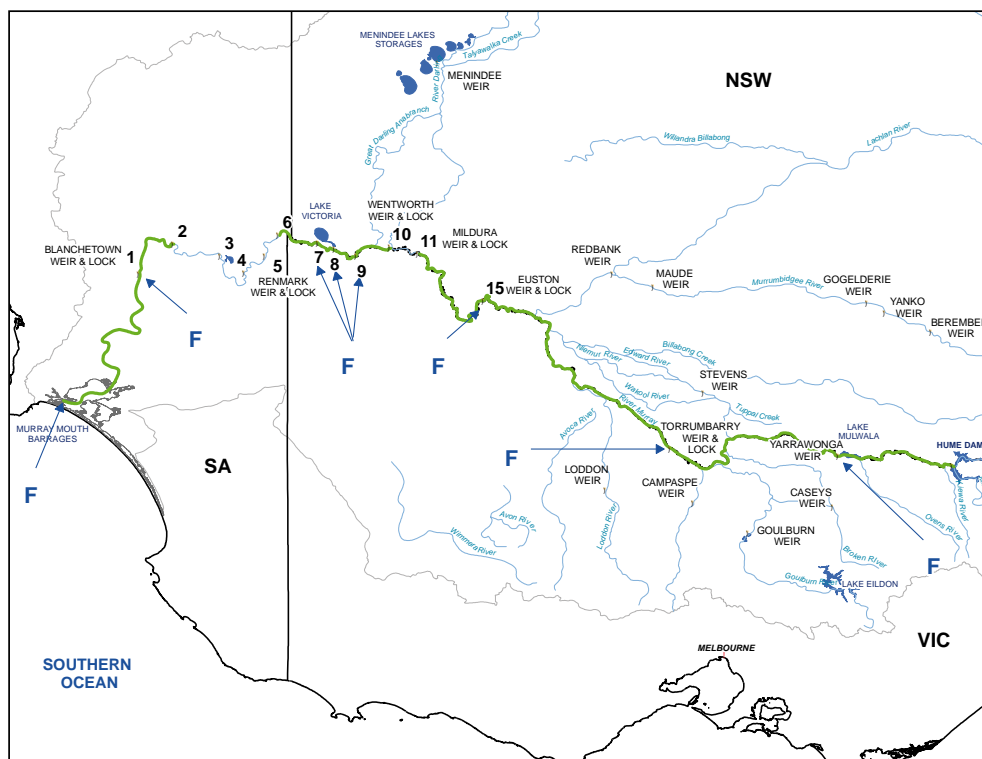 MENINDEE LAKES
STORAGES
Talyawalka Creek
MENINDEE
WEIR
River Darling
NSW
Great Darling Anabranch
Willandra Billabong
Lachlan River
LAKE
VICTORIA
WENTWORTH
WEIR & LOCK
MILDURA
WEIR & LOCK
BLANCHETOWN
WEIR & LOCK
1
2
3
4
5
6
7
8
9
10
11
15
RENMARK
WEIR & LOCK
EUSTON
WEIR & LOCK
REDBANK
WEIR
MAUDE
WEIR
Murrumbidgee River
GOGELDERIE
WEIR
YANKO
WEIR
BEREMBED
WEIR
F
F
F
Niemur River
Edward River
Billabong Creek
STEVENS
WEIR
Wakool River
Tuppal Creek
River Murray
MURRAY MOUTH
BARRAGES
SA
F
Avoca River
TORRUMBARRY
WEIR &
LOCK
F
YARRAWONGA
WEIR
LAKE
MULWALA
HUME DAM
Kiewa River
LODDON
WEIR
CAMPASPE
WEIR
CASEYS
WEIR
GOULBURN
WEIR
Avon River
Wimmera River
Loddon River
Broken River
Ovens River
F
Goulburn River
LAKE EILDON
VIC
MELBOURNE
SOUTHERN
OCEAN